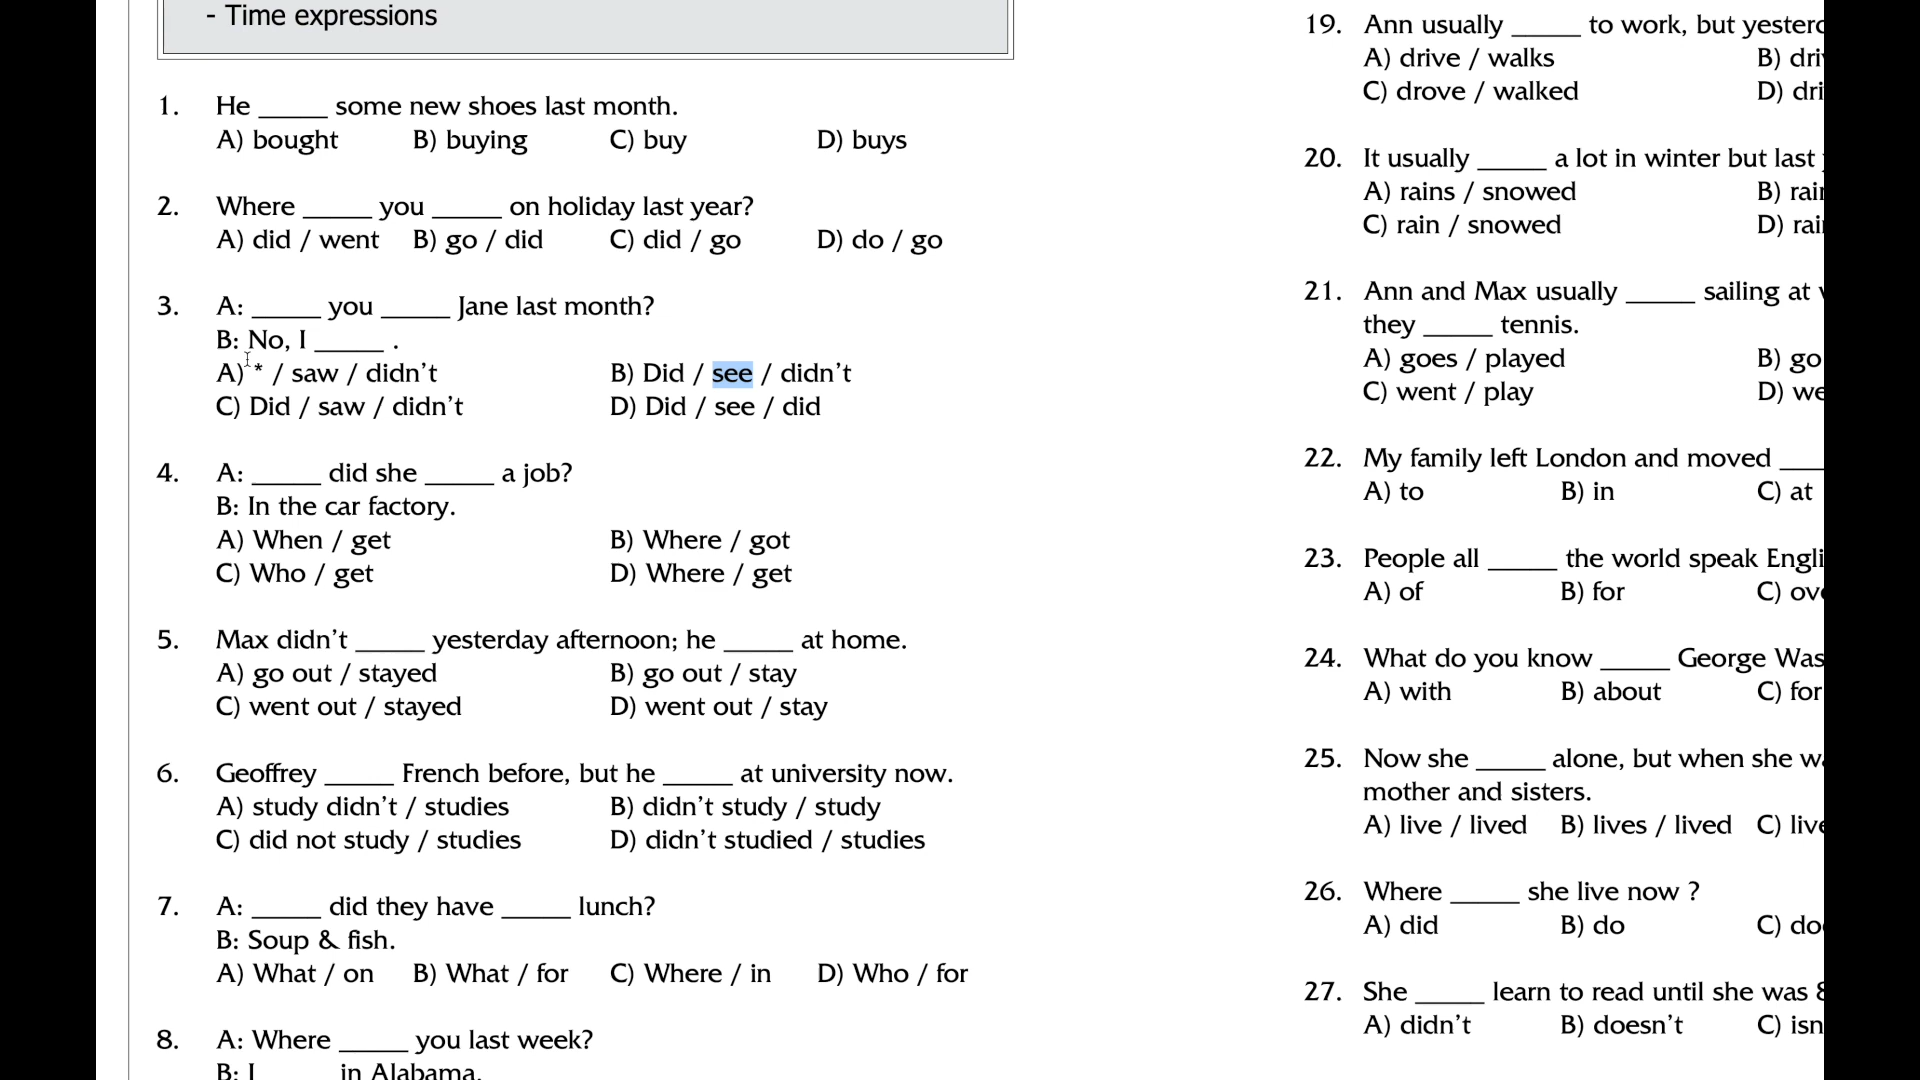 - Time expressions
1. He _____ some new shoes last month.
A) bought B) buying C) buy D) buys
2. Where _____ you _____ on holiday last year?
A) did / went B) go / did C) did / go D) do / go
3. A: _____ you _____ Jane last month?
B: No, I _____ .
A) * / saw / didn't B) Did / see / didn't
C) Did / saw / didn't D) Did / see / did
4. A: _____ did she _____ a job?
B: In the car factory.
A) When / get B) Where / got
C) Who / get D) Where / get
5. Max didn't _____ yesterday afternoon; he _____ at home.
A) go out / stayed B) go out / stay
C) went out / stayed D) went out / stay
6. Geoffrey _____ French before, but he _____ at university now.
A) study didn't / studies B) didn't study / study
C) did not study / studies D) didn't studied / studies
7. A: _____ did they have _____ lunch?
B: Soup & fish.
A) What / on B) What / for C) Where / in D) Who / for
8. A: Where _____ you last week?
B: I _____ in Alabama.
19. Ann usually _____ to work, but
A) drive / walks B)
C) drove / walked D)
20. It usually _____ a lot in winter but last
A) rains / snowed B)
C) rain / snowed D)
21. Ann and Max usually _____ sailing at
they _____ tennis.
A) goes / played B) go
C) went / play D)
22. My family left London and moved ____
A) to B) in C) at
23. People all _____ the world speak
A) of B) for C)
24. What do you know _____ George
A) with B) about C) for
25. Now she _____ alone, but when she
mother and sisters.
A) live / lived B) lives / lived C)
26. Where _____ she live now ?
A) did B) do C)
27. She _____ learn to read until she was
A) didn't B) doesn't C)